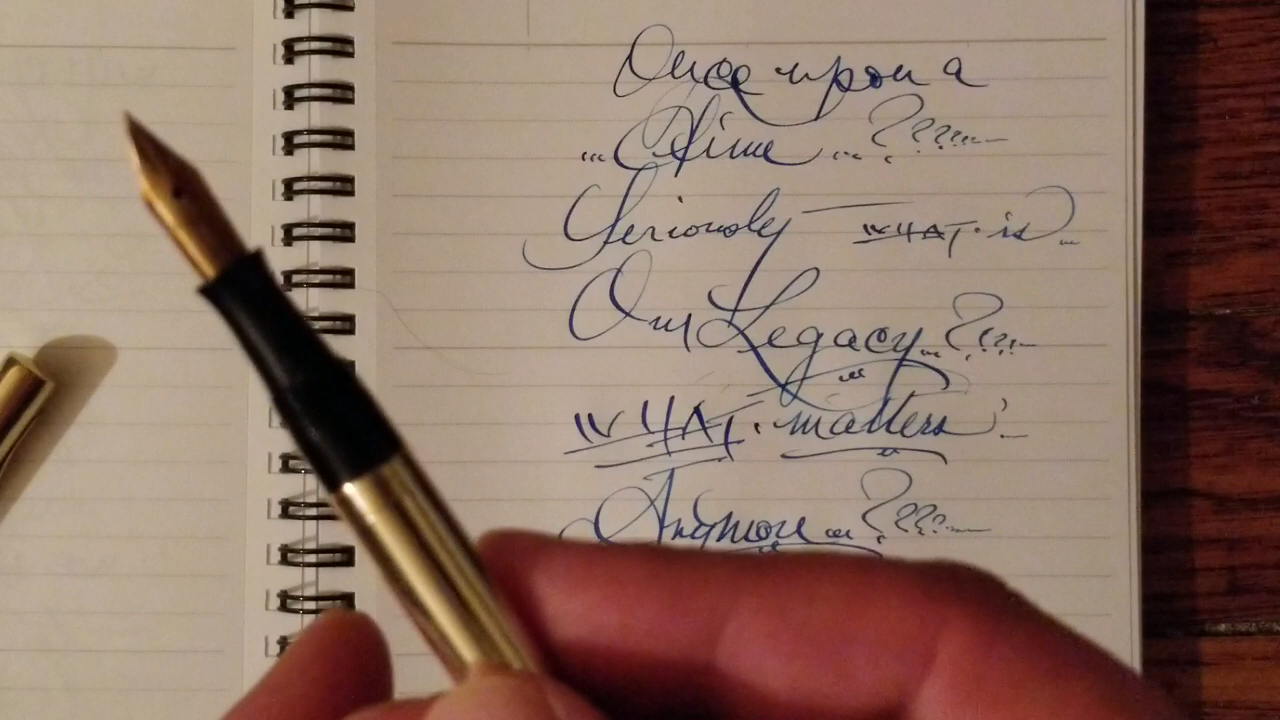 Once upon a
... Time ... ????...
Seriously — WHAT is...
Our Legacy...???...
WHAT matters
Anymore ... ????...